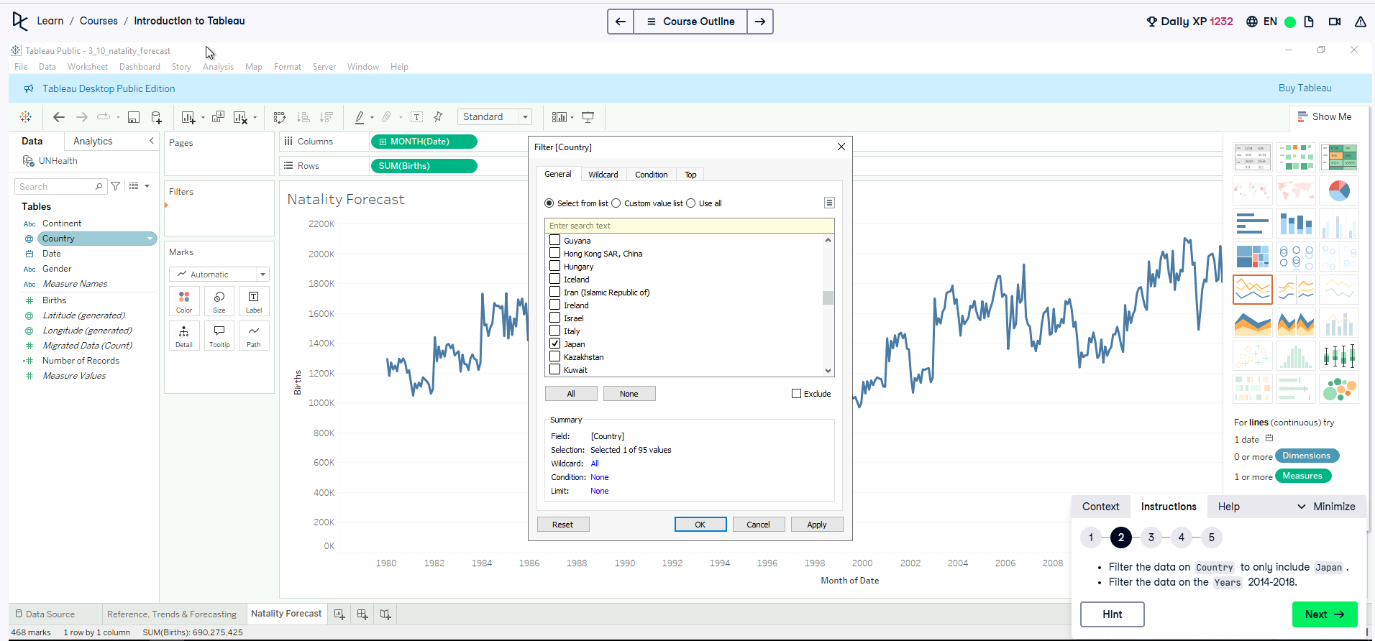 Learn / Courses / Introduction to Tableau
Course Outline
Daily XP 1232
EN
Tableau Public - 3_10_natality_forecast
File Data Worksheet Dashboard Story Analysis Map Format Server Window Help
Tableau Desktop Public Edition
Buy Tableau
Standard
Show Me
Data
Analytics
UNHealth
Search
Tables
Abc Continent
Country
Date
Abc Gender
Abc Measure Names
Births
Latitude (generated)
Longitude (generated)
Migrated Data (Count)
Number of Records
Measure Values
Pages
Filters
Marks
Automatic
Color
Size
Label
Detail
Tooltip
Path
Columns
MONTH(Date)
Rows
SUM(Births)
Natality Forecast
2200K
2000K
1800K
1600K
1400K
1200K
1000K
800K
600K
400K
200K
0K
Births
1980 1982 1984 1986 1988 1990 1992 1994 1996 1998 2000 2002 2004 2006 2008
Month of Date
Filter [Country]
General
Wildcard
Condition
Top
Select from list
Custom value list
Use all
Enter search text
Guyana
Hong Kong SAR, China
Hungary
Iceland
Iran (Islamic Republic of)
Ireland
Israel
Italy
Japan
Kazakhstan
Kuwait
All
None
Exclude
Summary
Field: [Country]
Selection: Selected 1 of 95 values
Wildcard: All
Condition: None
Limit: None
Reset
OK
Cancel
Apply
For lines (continuous) try
1 date
0 or more Dimensions
1 or more Measures
Context
Instructions
Help
Minimize
1 2 3 4 5
• Filter the data on Country to only include Japan .
• Filter the data on the Years 2014-2018.
Hint
Next
Data Source
Reference, Trends & Forecasting
Natality Forecast
468 marks 1 row by 1 column SUM(Births): 690,275,425